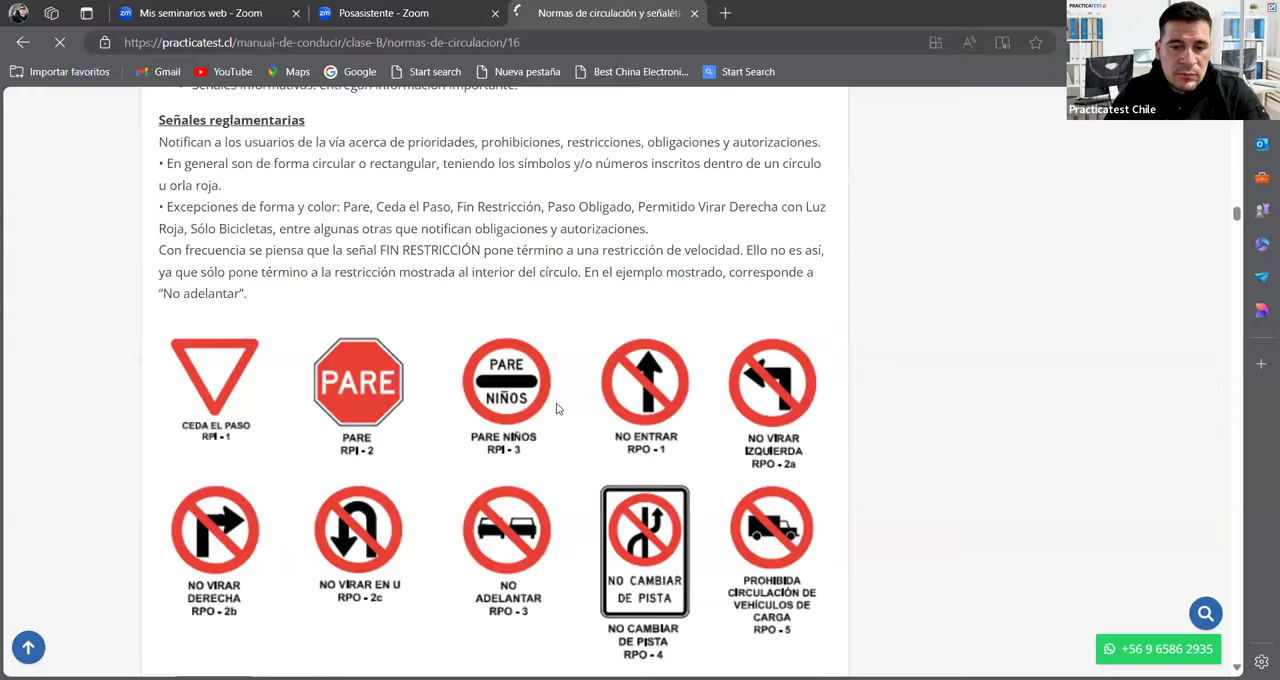 Mis seminarios web - Zoom
Posasistente - Zoom
Normas de circulación y señaléti
https://practicatest.cl/manual-de-conducir/clase-B/normas-de-circulacion/16
Importar favoritos
Gmail
YouTube
Maps
Google
Start search
Nueva pestaña
Best China Electroni...
Start Search
PRACTICATEST.cl
Practicatest Chile
• Señales informativas: entregan información importante.
Señales reglamentarias
Notifican a los usuarios de la vía acerca de prioridades, prohibiciones, restricciones, obligaciones y autorizaciones.
• En general son de forma circular o rectangular, teniendo los símbolos y/o números inscritos dentro de un círculo
u orla roja.
• Excepciones de forma y color: Pare, Ceda el Paso, Fin Restricción, Paso Obligado, Permitido Virar Derecha con Luz
Roja, Sólo Bicicletas, entre algunas otras que notifican obligaciones y autorizaciones.
Con frecuencia se piensa que la señal FIN RESTRICCIÓN pone término a una restricción de velocidad. Ello no es así,
ya que sólo pone término a la restricción mostrada al interior del círculo. En el ejemplo mostrado, corresponde a
“No adelantar”.
CEDA EL PASO
RPI - 1
PARE
PARE
RPI - 2
PARE
NIÑOS
PARE NIÑOS
RPI - 3
NO ENTRAR
RPO - 1
NO VIRAR
IZQUIERDA
RPO - 2a
NO VIRAR
DERECHA
RPO - 2b
NO VIRAR EN U
RPO - 2c
NO
ADELANTAR
RPO - 3
NO CAMBIAR
DE PISTA
NO CAMBIAR
DE PISTA
RPO - 4
PROHIBIDA
CIRCULACIÓN DE
VEHÍCULOS DE
CARGA
RPO - 5
+56 9 6586 2935